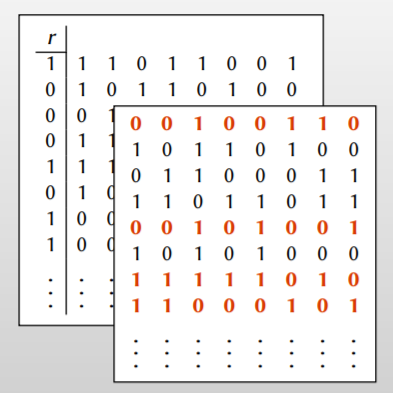 r
1 1 1 0 1 1 0 0 1
0 1 0 1 1 0 1 0 0
0 0 1
0 1 1
1 1 1
0 1 0
1 0 0
1 0 0
⋮ ⋮ ⋮
0 0 1 0 0 1 1 0
1 0 1 1 0 1 0 0
0 1 1 0 0 0 1 1
1 1 0 1 1 0 1 1
0 0 1 0 1 0 0 1
1 0 1 0 1 0 0 0
1 1 1 1 1 0 1 0
1 1 0 0 0 1 0 1
⋮ ⋮ ⋮ ⋮ ⋮ ⋮ ⋮ ⋮